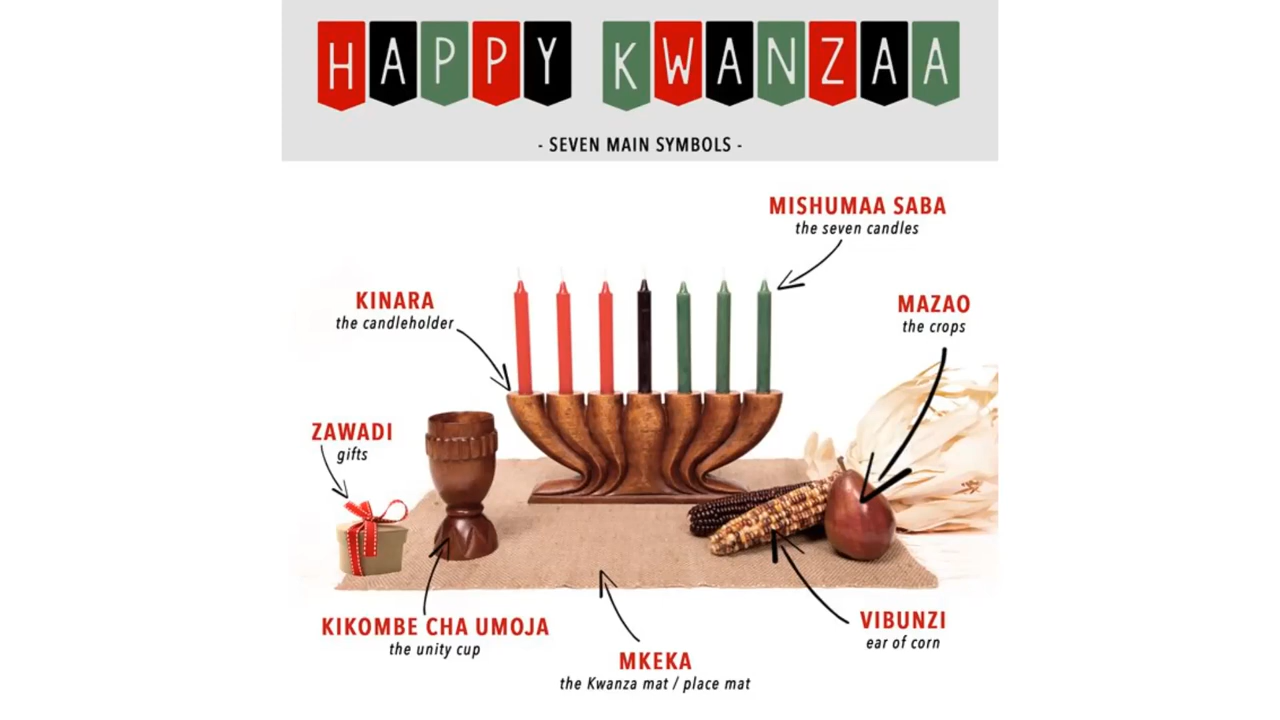 HAPPY KWANZAA
- SEVEN MAIN SYMBOLS -
MISHUMAA SABA
the seven candles
KINARA
the candleholder
MAZAO
the crops
ZAWADI
gifts
KIKOMBE CHA UMOJA
the unity cup
VIBUNZI
ear of corn
MKEKA
the Kwanza mat / place mat